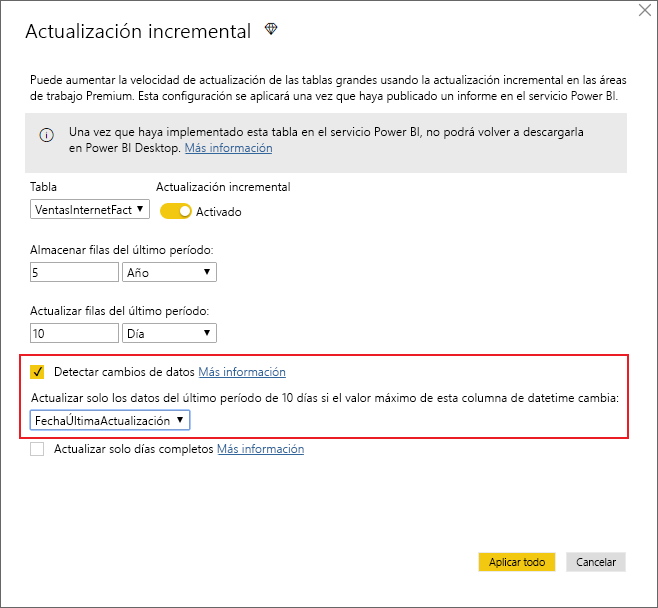 Actualización incremental
Puede aumentar la velocidad de actualización de las tablas grandes usando la actualización incremental en las áreas
de trabajo Premium. Esta configuración se aplicará una vez que haya publicado un informe en el servicio Power BI.
Una vez que haya implementado esta tabla en el servicio Power BI, no podrá volver a descargarla
en Power BI Desktop. Más información
Tabla Actualización incremental
VentasInternetFact Activado
Almacenar filas del último período:
5 Año
Actualizar filas del último período:
10 Día
Detectar cambios de datos Más información
Actualizar solo los datos del último período de 10 días si el valor máximo de esta columna de datetime cambia:
FechaÚltimaActualización
Actualizar solo días completos Más información
Aplicar todo Cancelar